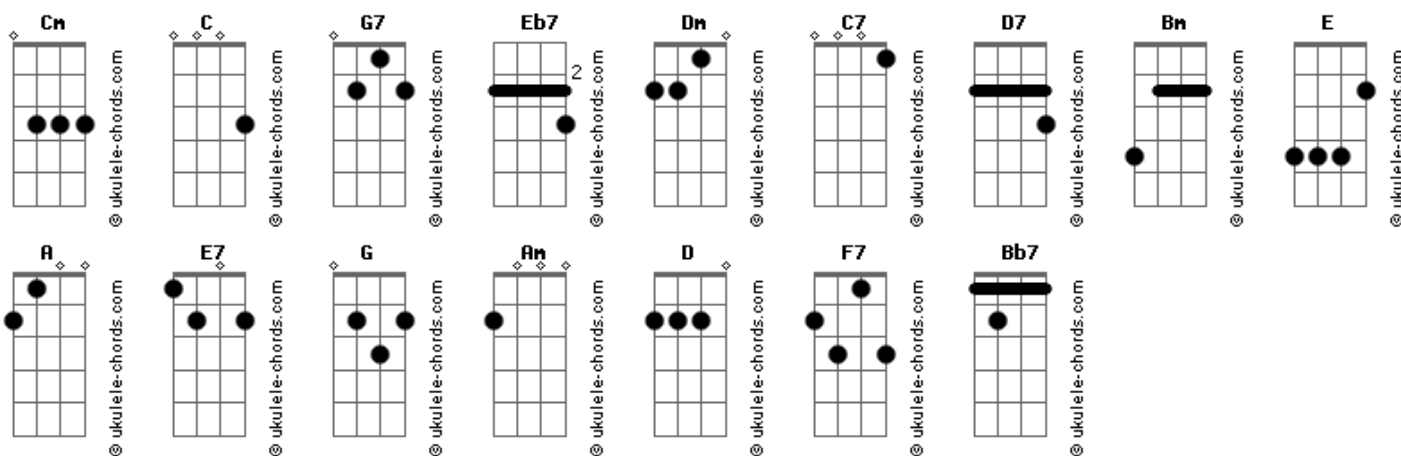 Cm C G7 Eb7 Dm C7 D7 Bm E
2
© ukulele-chords.com © ukulele-chords.com © ukulele-chords.com © ukulele-chords.com © ukulele-chords.com © ukulele-chords.com © ukulele-chords.com © ukulele-chords.com © ukulele-chords.com
A E7 G Am D F7 Bb7
© ukulele-chords.com © ukulele-chords.com © ukulele-chords.com © ukulele-chords.com © ukulele-chords.com © ukulele-chords.com © ukulele-chords.com